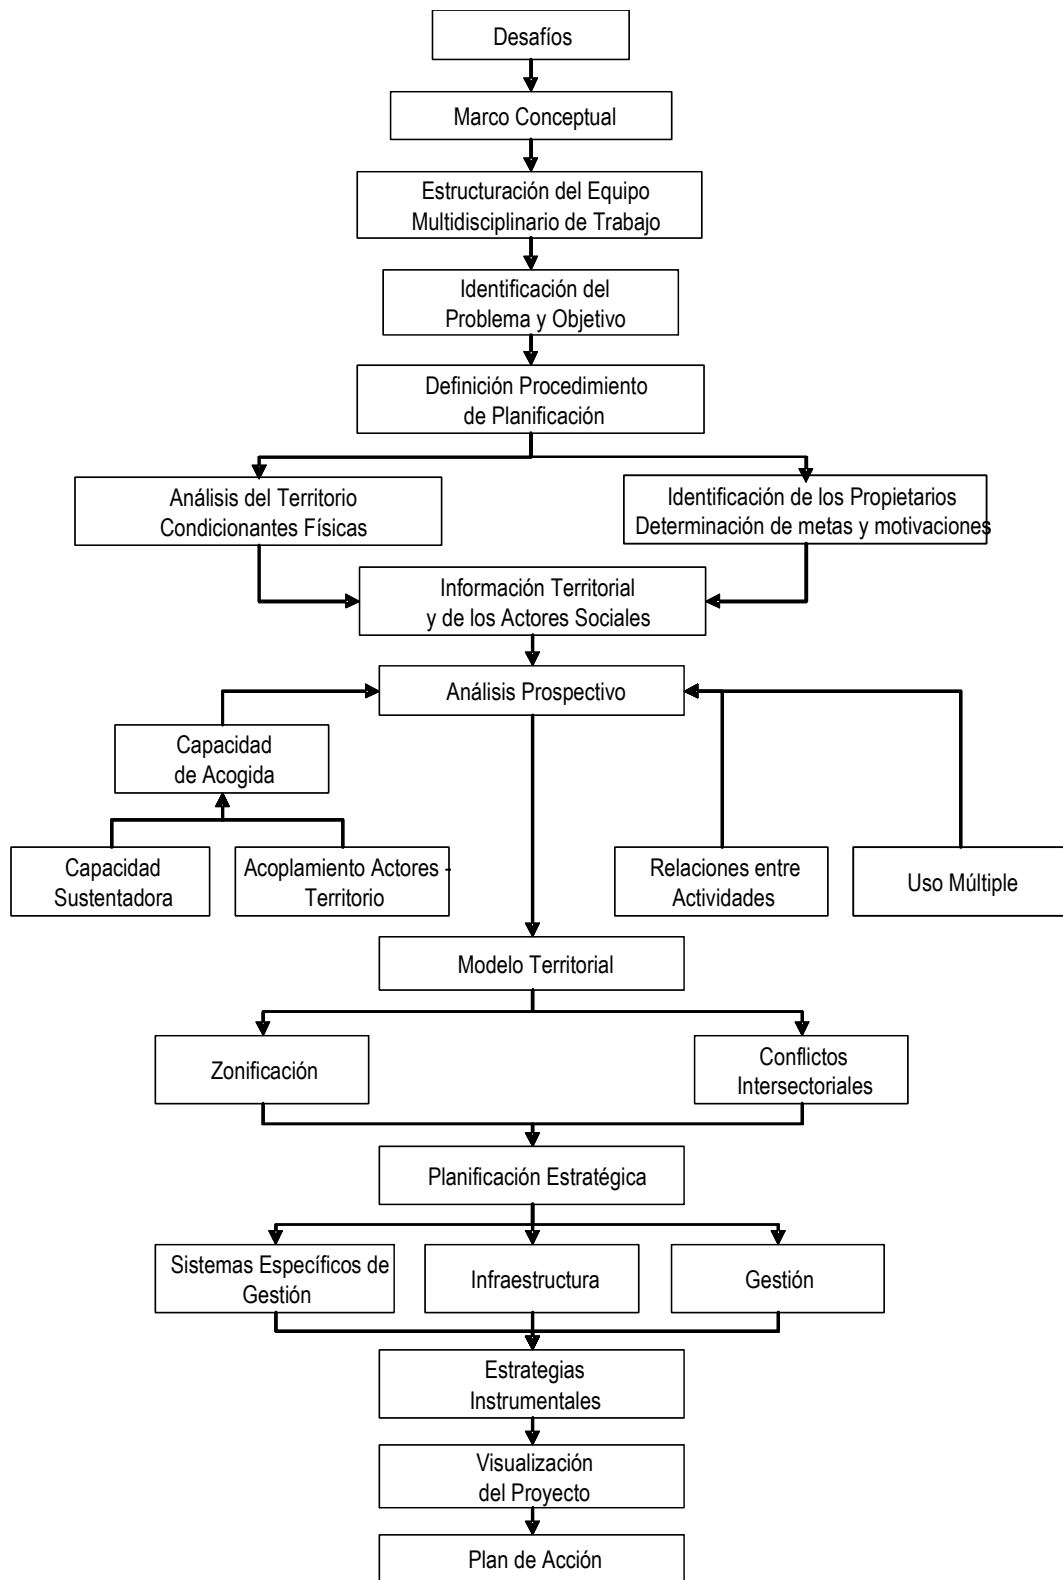 Desafíos
Marco Conceptual
Estructuración del Equipo
Multidisciplinario de Trabajo
Identificación del
Problema y Objetivo
Definición Procedimiento
de Planificación
Análisis del Territorio
Condicionantes Físicas
Identificación de los Propietarios
Determinación de metas y motivaciones
Información Territorial
y de los Actores Sociales
Análisis Prospectivo
Capacidad
de Acogida
Capacidad
Sustentadora
Acoplamiento Actores -
Territorio
Relaciones entre
Actividades
Uso Múltiple
Modelo Territorial
Zonificación
Conflictos
Intersectoriales
Planificación Estratégica
Sistemas Específicos de
Gestión
Infraestructura
Gestión
Estrategias
Instrumentales
Visualización
del Proyecto
Plan de Acción